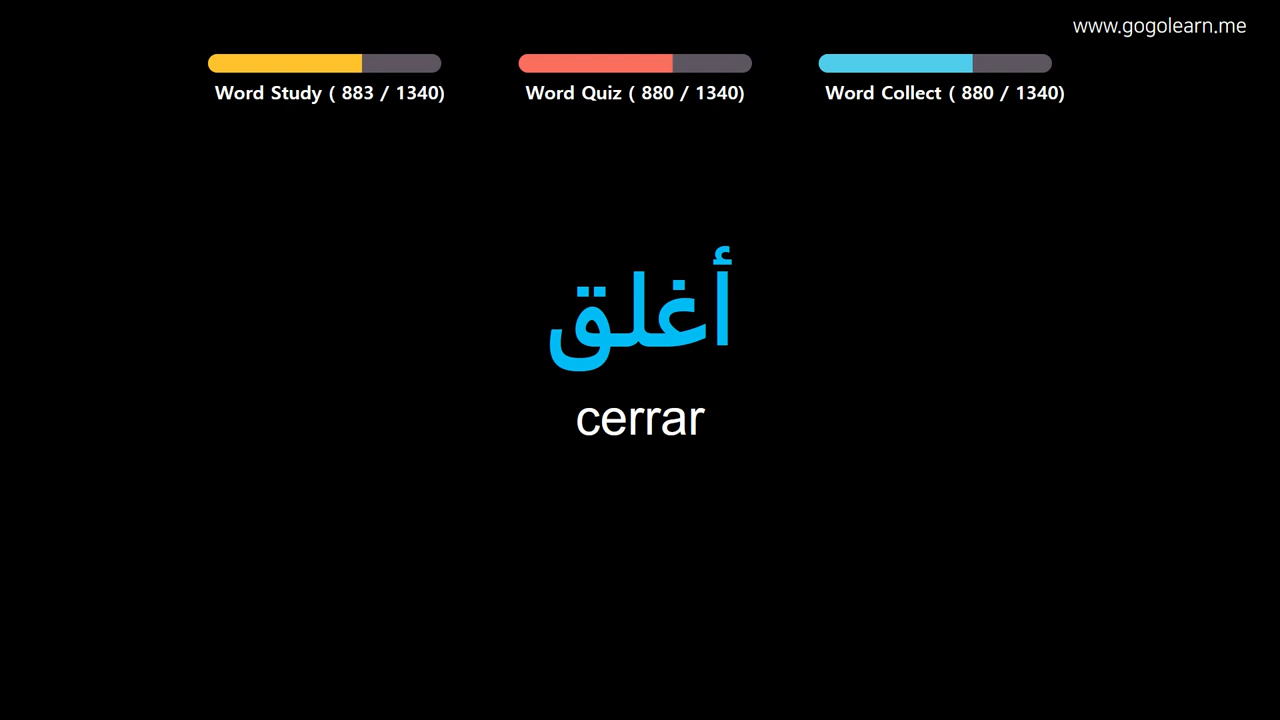 www.gogolearn.me
Word Study ( 883 / 1340)
Word Quiz ( 880 / 1340)
Word Collect ( 880 / 1340)
أغلق
cerrar